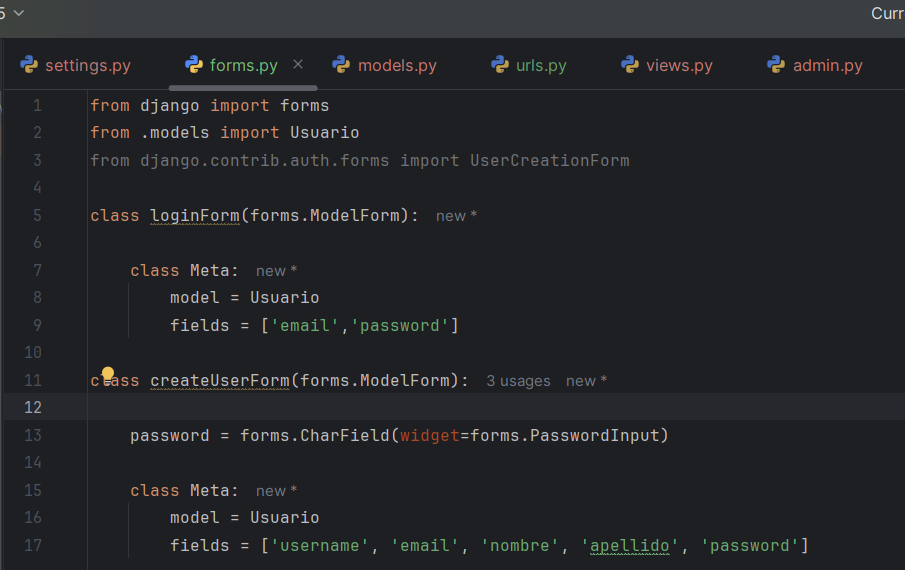 5
Curr
settings.py forms.py models.py urls.py views.py admin.py
1 from django import forms
2 from .models import Usuario
3 from django.contrib.auth.forms import UserCreationForm
4
5 class loginForm(forms.ModelForm): new *
6
7 class Meta: new *
8 model = Usuario
9 fields = ['email','password']
10
11 class createUserForm(forms.ModelForm): 3 usages new *
12
13 password = forms.CharField(widget=forms.PasswordInput)
14
15 class Meta: new *
16 model = Usuario
17 fields = ['username', 'email', 'nombre', 'apellido', 'password']